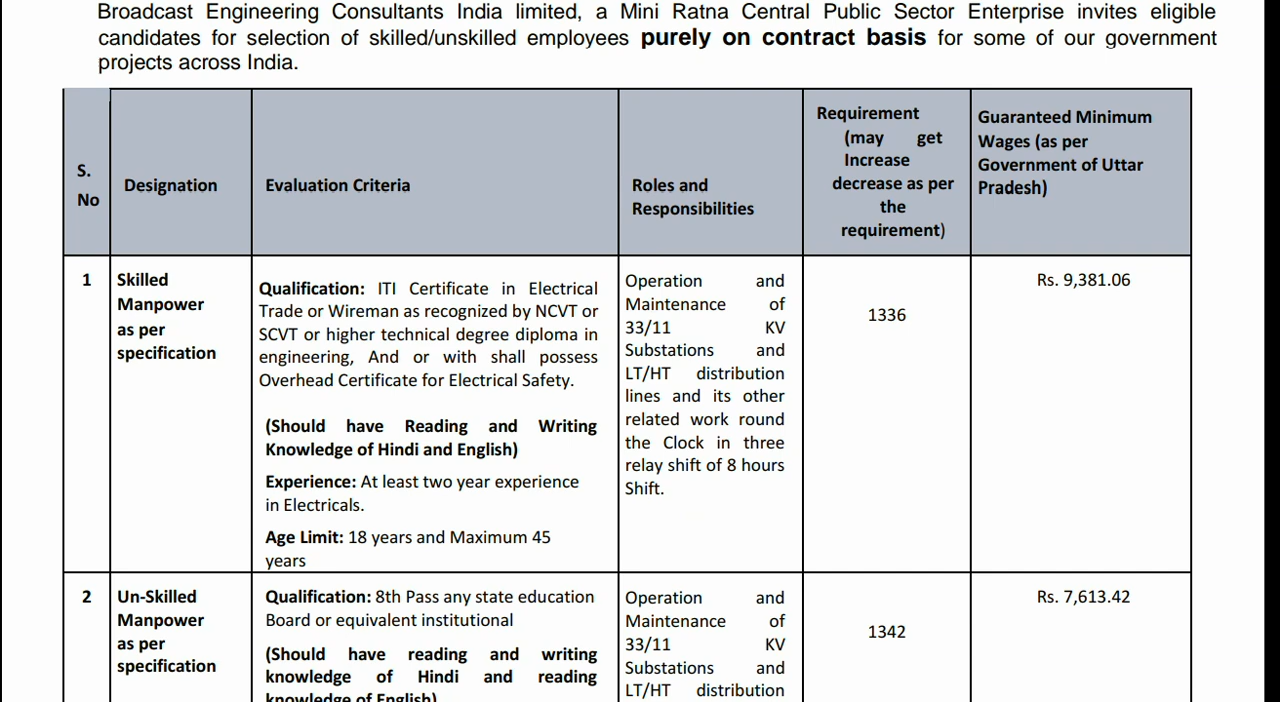 Broadcast Engineering Consultants India limited, a Mini Ratna Central Public Sector Enterprise invites eligible
candidates for selection of skilled/unskilled employees purely on contract basis for some of our government
projects across India.
S.
No
Designation
Evaluation Criteria
Roles and
Responsibilities
Requirement
(may get
Increase
decrease as per
the
requirement)
Guaranteed Minimum
Wages (as per
Government of Uttar
Pradesh)
1
Skilled
Manpower
as per
specification
Qualification: ITI Certificate in Electrical
Trade or Wireman as recognized by NCVT or
SCVT or higher technical degree diploma in
engineering, And or with shall possess
Overhead Certificate for Electrical Safety.
(Should have Reading and Writing
Knowledge of Hindi and English)
Experience: At least two year experience
in Electricals.
Age Limit: 18 years and Maximum 45
years
Operation and
Maintenance of
33/11 KV
Substations and
LT/HT distribution
lines and its other
related work round
the Clock in three
relay shift of 8 hours
Shift.
1336
Rs. 9,381.06
2
Un-Skilled
Manpower
as per
specification
Qualification: 8th Pass any state education
Board or equivalent institutional
(Should have reading and writing
knowledge of Hindi and reading
knowledge of English)
Operation and
Maintenance of
33/11 KV
Substations and
LT/HT distribution
1342
Rs. 7,613.42